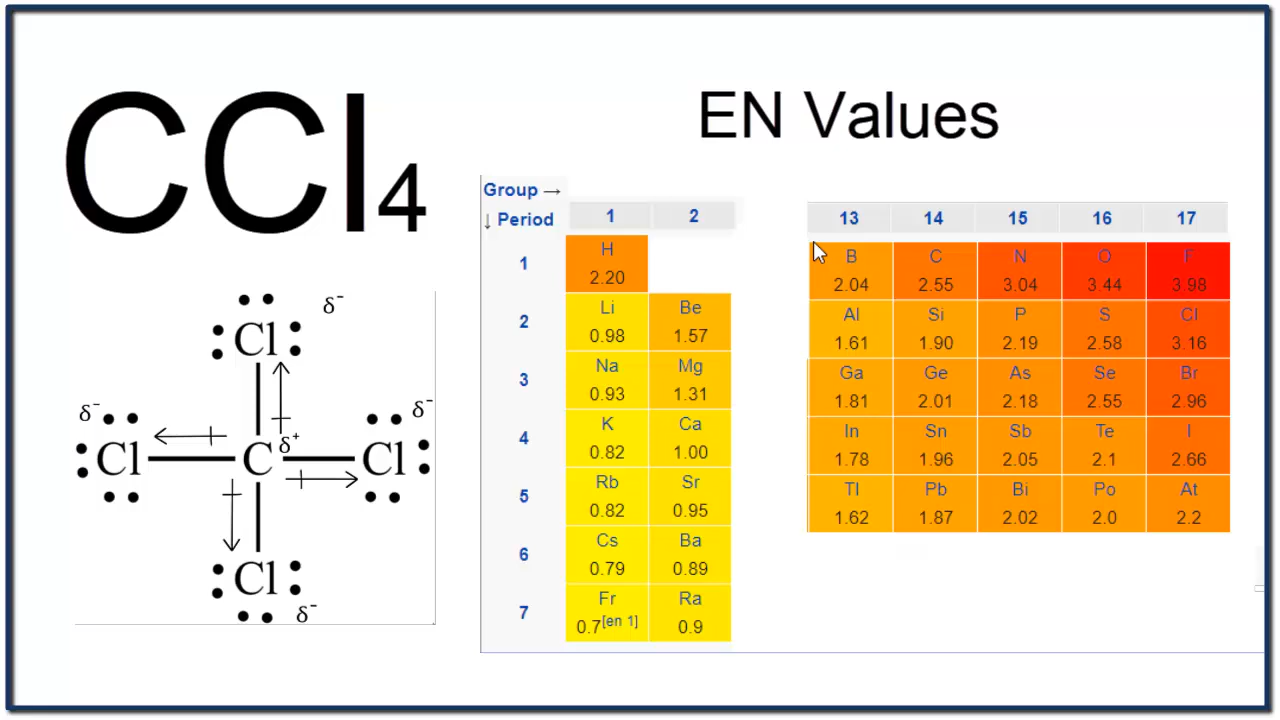 CCl4
EN Values
Group →
↓ Period
1 2
13 14 15 16 17
1
H
2.20
B C N O F
2.04 2.55 3.04 3.44 3.98
2
Li Be
0.98 1.57
Al Si P S Cl
1.61 1.90 2.19 2.58 3.16
3
Na Mg
0.93 1.31
Ga Ge As Se Br
1.81 2.01 2.18 2.55 2.96
4
K Ca
0.82 1.00
In Sn Sb Te I
1.78 1.96 2.05 2.1 2.66
5
Rb Sr
0.82 0.95
Tl Pb Bi Po At
1.62 1.87 2.02 2.0 2.2
6
Cs Ba
0.79 0.89
7
Fr Ra
0.7[en 1] 0.9
δ-
Cl
δ- δ-
δ+
Cl C Cl
Cl
δ-